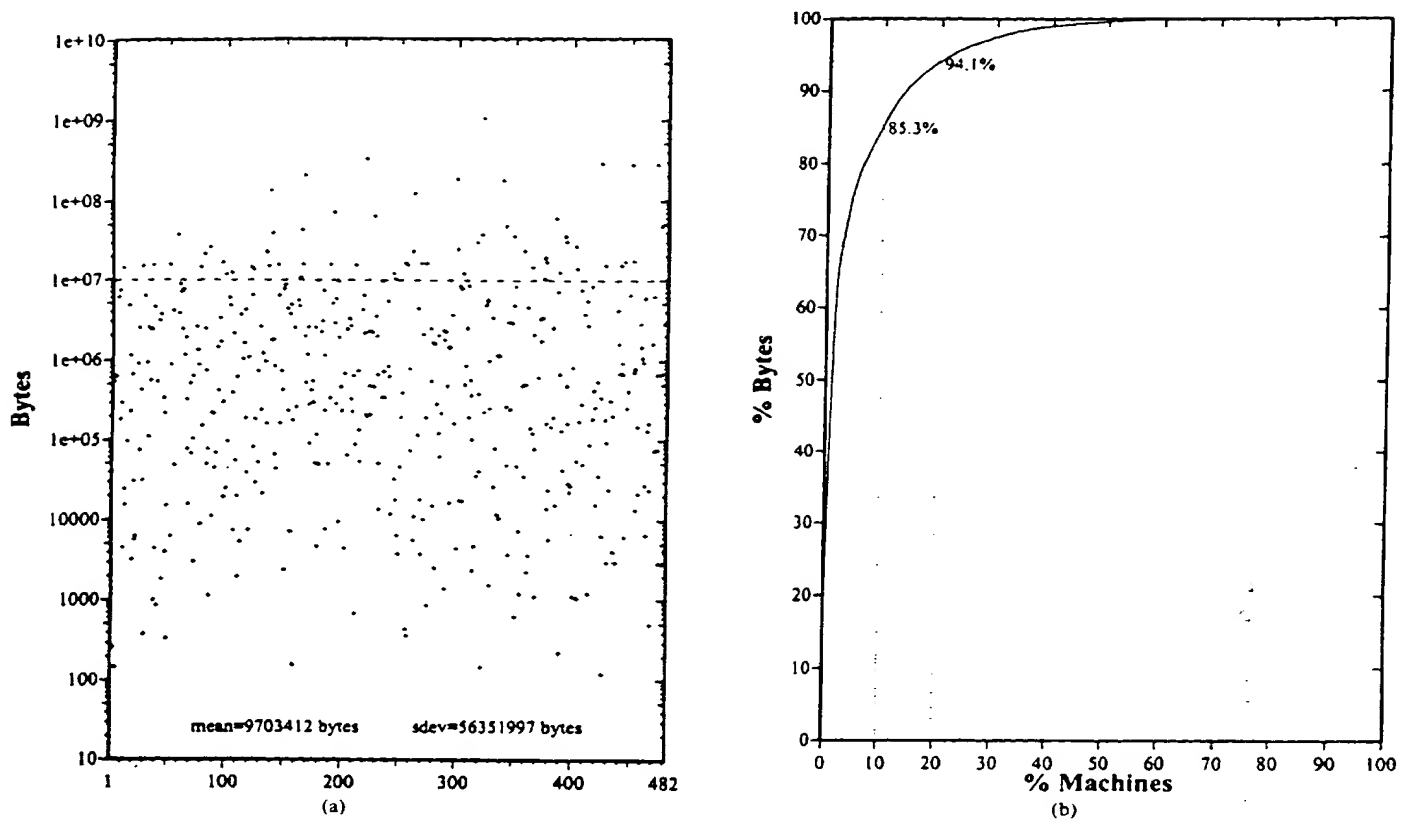 1e+10
1e+09
1e+08
1e+07
1e+06
1e+05
10000
1000
100
10
Bytes
mean=9703412 bytes sdev=56351997 bytes
1 100 200 300 400 482
(a)
100
90
80
70
60
50
40
30
20
10
0
% Bytes
94.1%
85.3%
0 10 20 30 40 50 60 70 80 90 100
% Machines
(b)